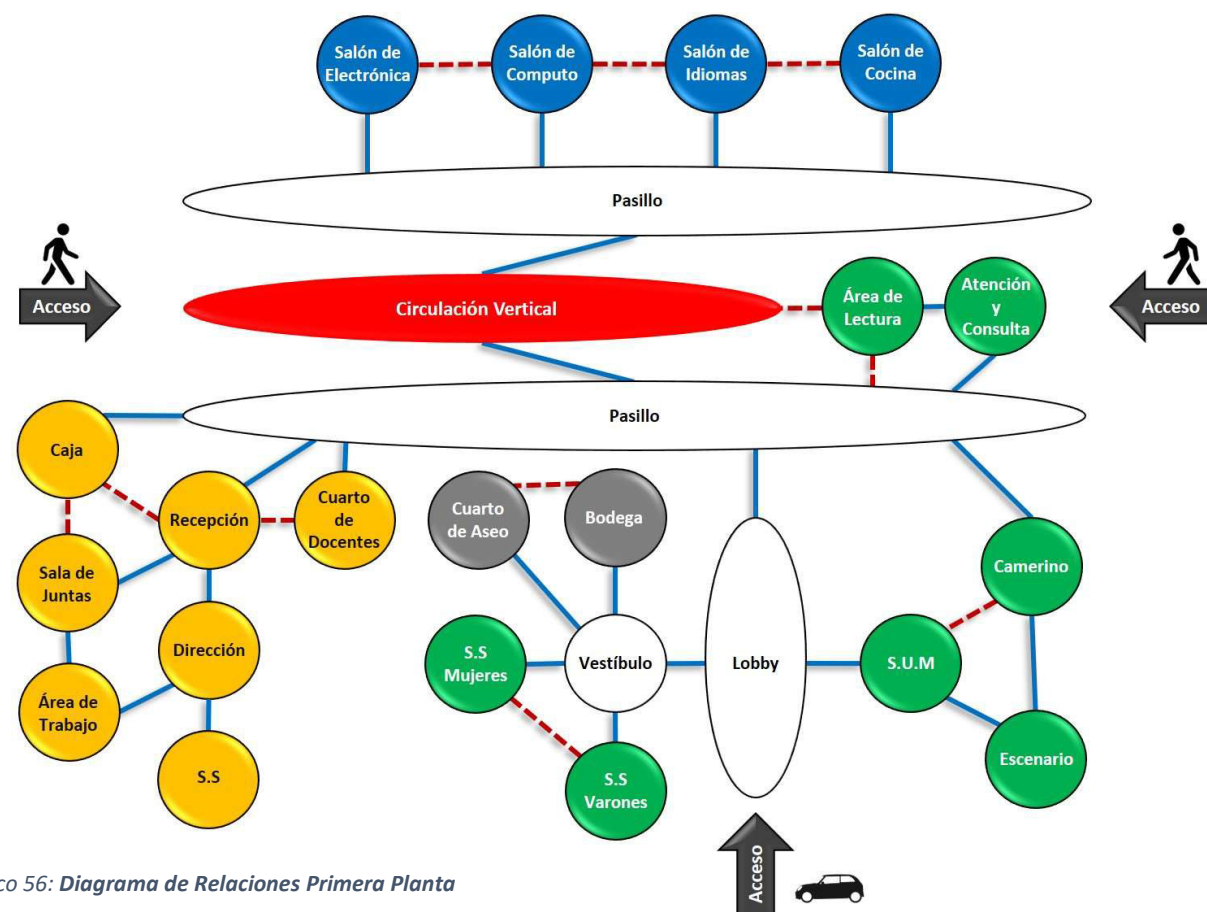 Salón de
Electrónica
Salón de
Computo
Salón de
Idiomas
Salón de
Cocina
Pasillo
Acceso
Circulación Vertical
Área de
Lectura
Atención
y
Consulta
Acceso
Pasillo
Caja
Recepción
Cuarto
de
Docentes
Cuarto
de Aseo
Bodega
Sala de
Juntas
Camerino
Dirección
S.S
Mujeres
Vestíbulo
Lobby
S.U.M
Área de
Trabajo
S.S
S.S
Varones
Escenario
Acceso
co 56: Diagrama de Relaciones Primera Planta